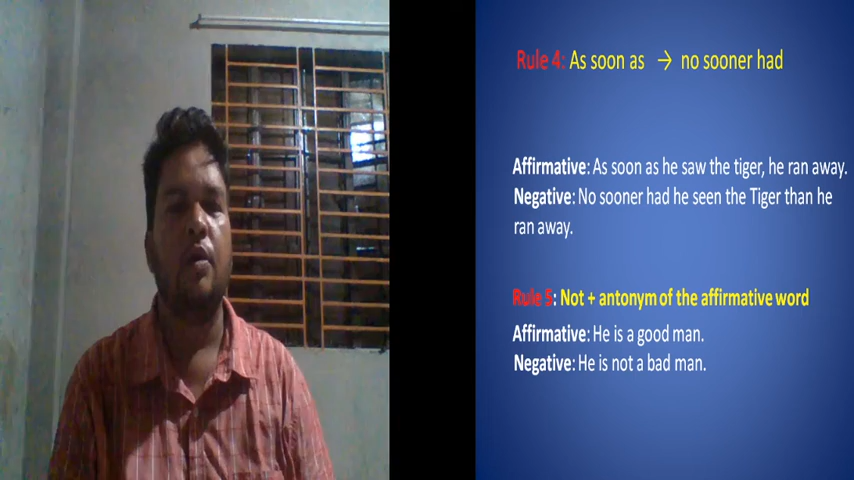 Rule 4: As soon as → no sooner had
Affirmative: As soon as he saw the tiger, he ran away.
Negative: No sooner had he seen the Tiger than he
ran away.
Rule 5: Not + antonym of the affirmative word
Affirmative: He is a good man.
Negative: He is not a bad man.